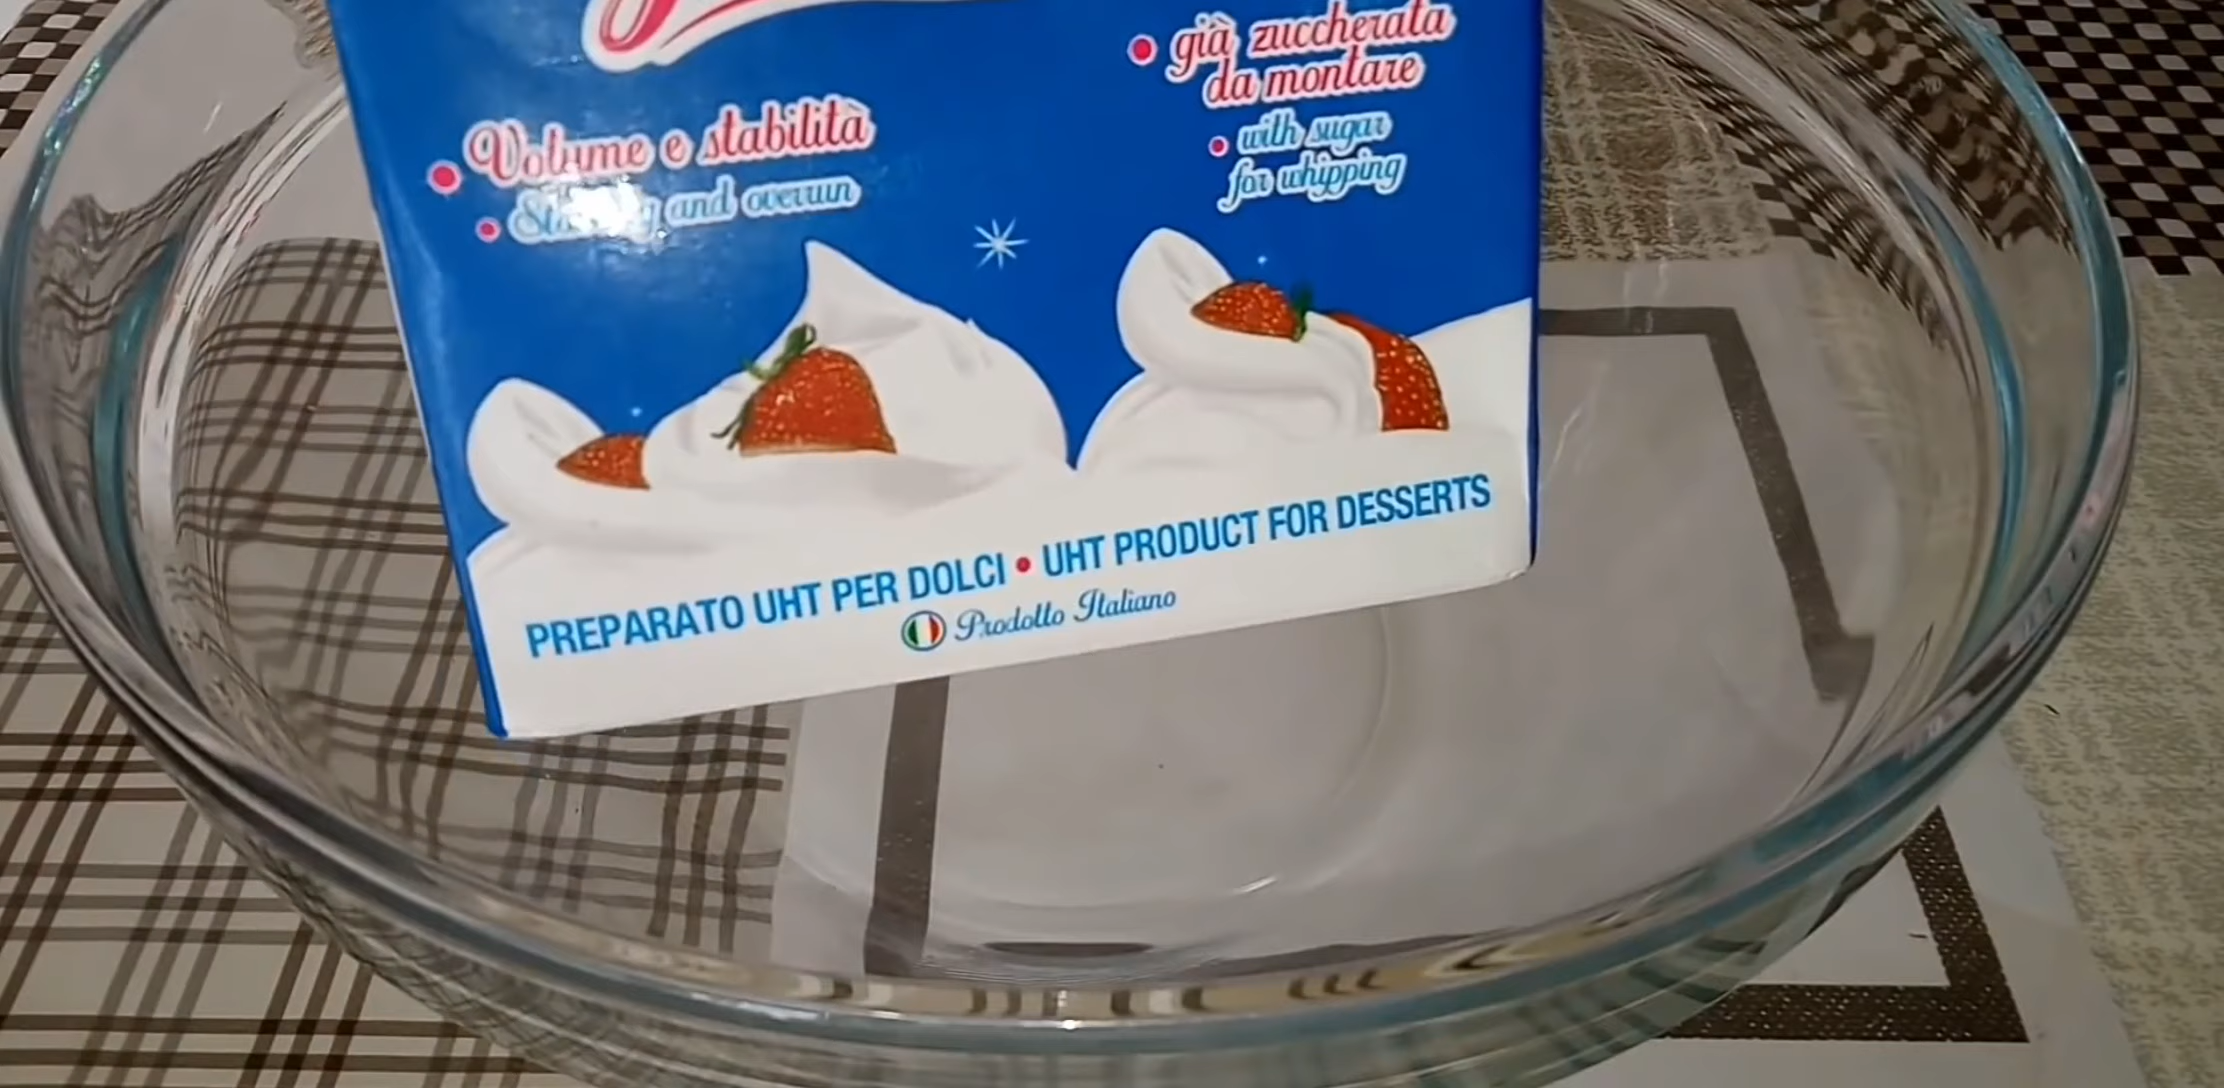 Volume e stabilità
and overrun
già zuccherata
da montare
with sugar
for whipping
PREPARATO UHT PER DOLCI • UHT PRODUCT FOR DESSERTS
Prodotto Italiano